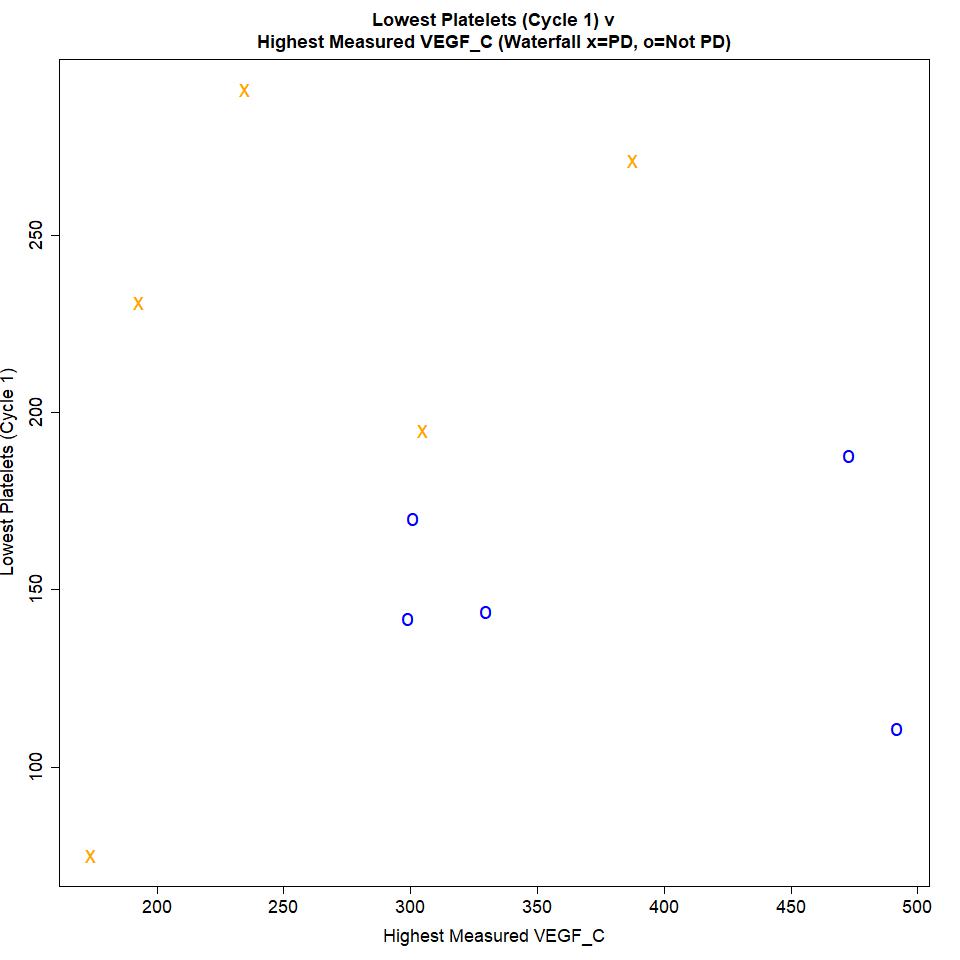 Lowest Platelets (Cycle 1) v
Highest Measured VEGF_C (Waterfall x=PD, o=Not PD)
Lowest Platelets (Cycle 1)
250
200
150
100
x
x
x
x
o
o
o
o
o
x
200 250 300 350 400 450 500
Highest Measured VEGF_C